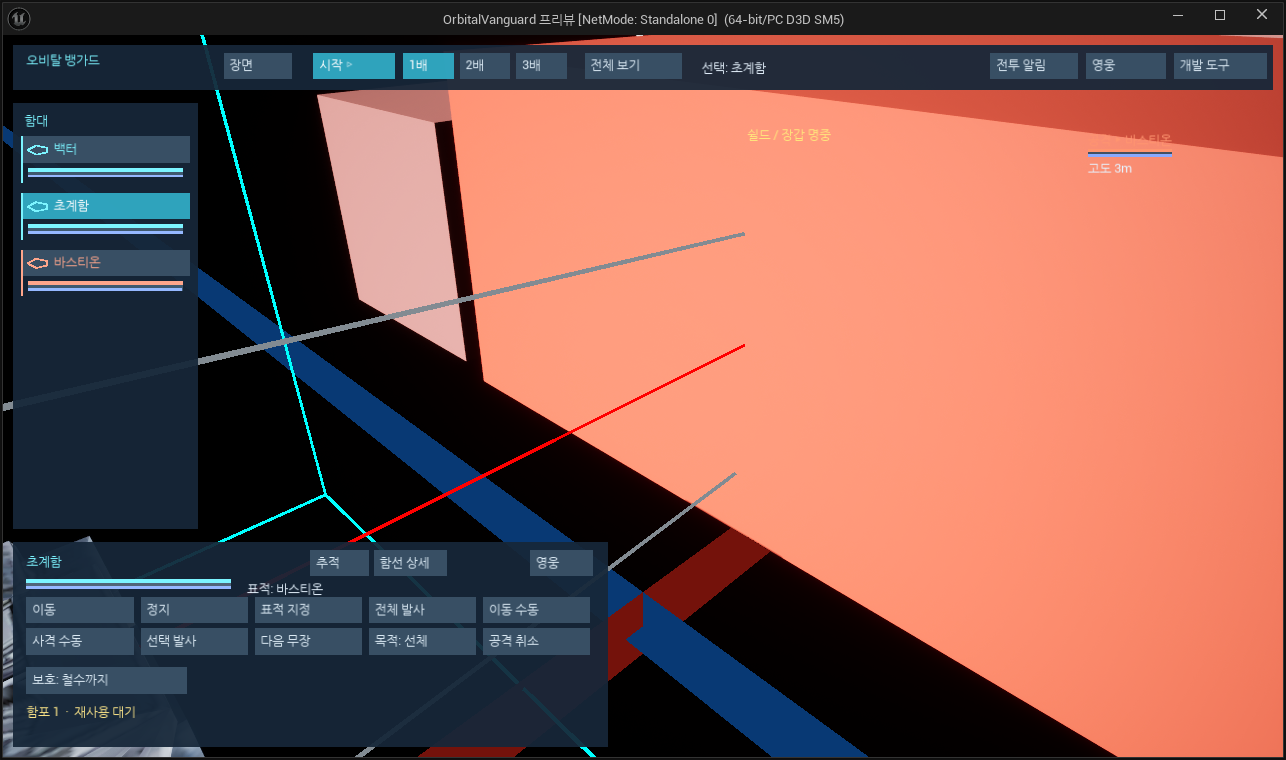 OrbitalVanguard 프리뷰 [NetMode: Standalone 0] (64-bit/PC D3D SM5)
오비탈 뱅가드
장면
시작 ▷
1배
2배
3배
전체 보기
선택: 초계함
전투 알림
영웅
개발 도구
함대
백터
초계함
바스티온
쉴드 / 장갑 명중
바스티온
고도 3m
초계함
추적
함선 상세
영웅
표적: 바스티온
이동
정지
표적 지정
전체 발사
이동 수동
사격 수동
선택 발사
다음 무장
목적: 선체
공격 취소
보호: 철수까지
함포 1 · 재사용 대기